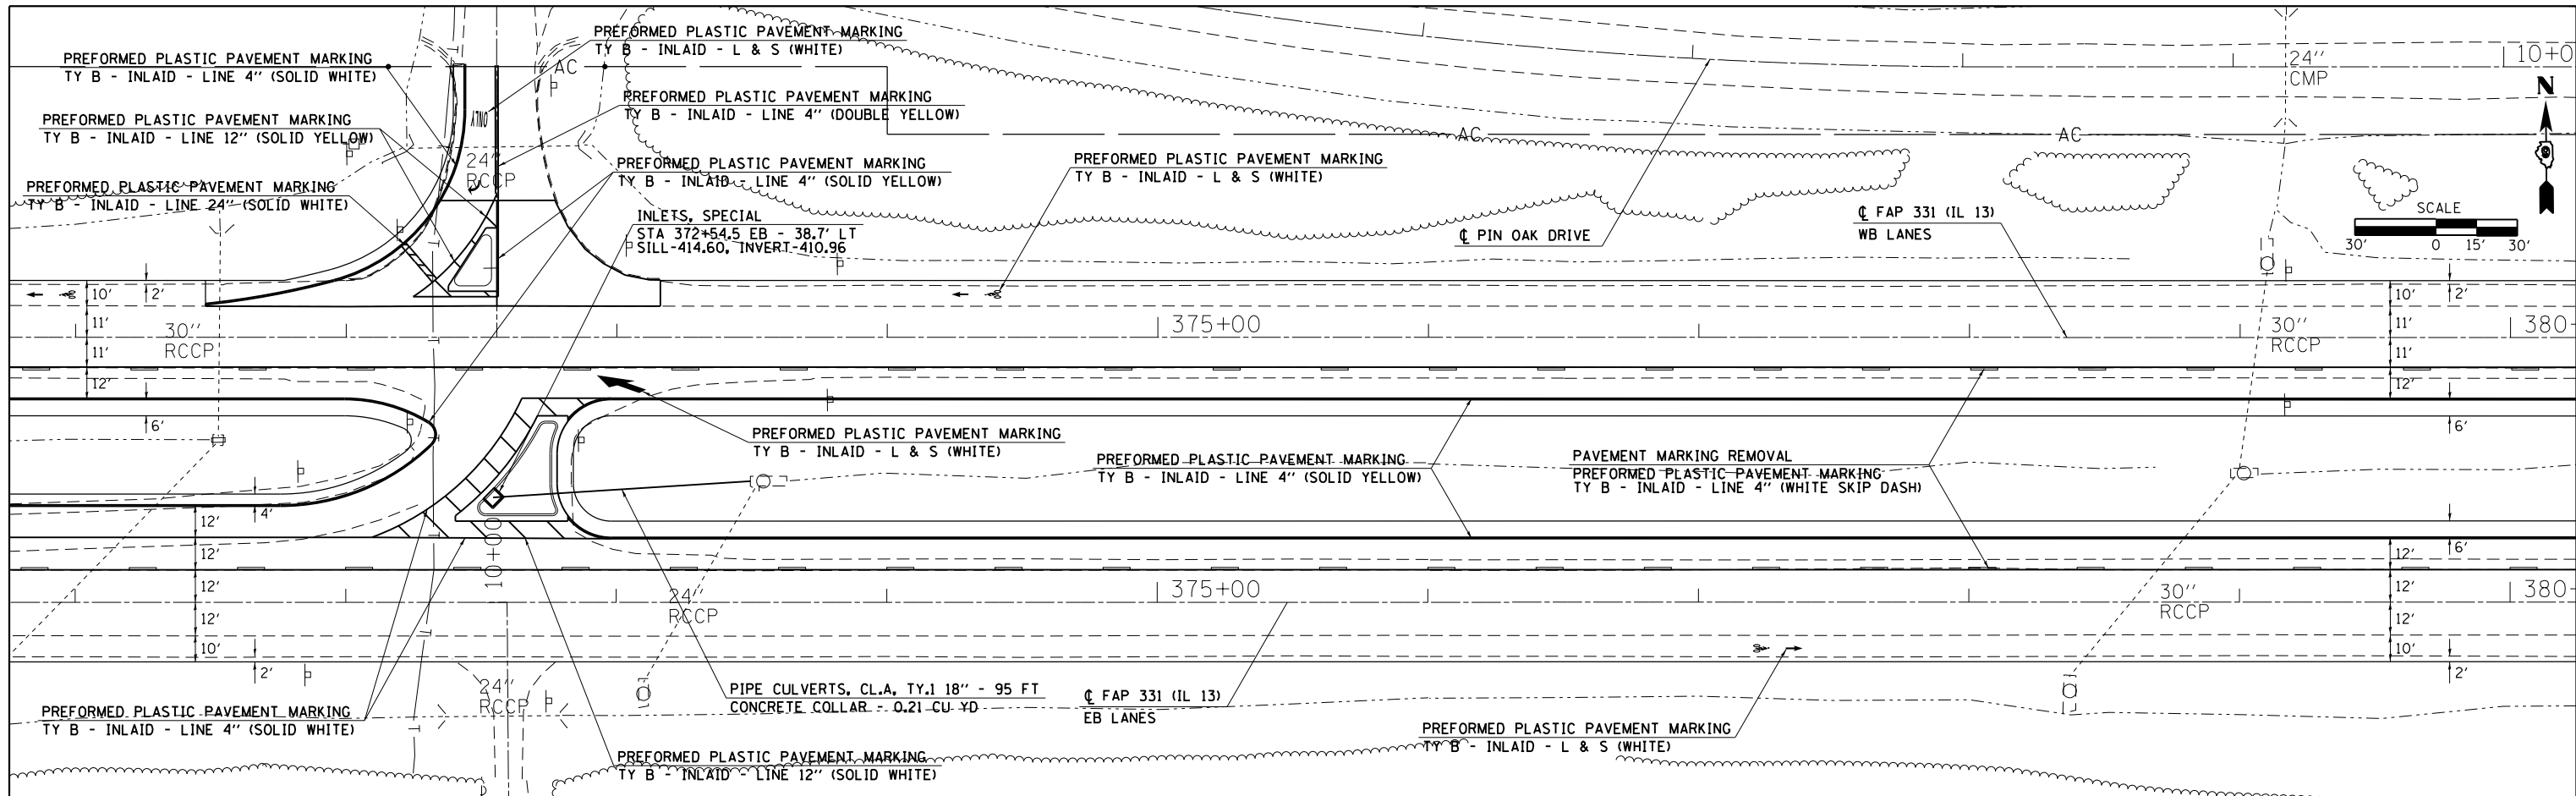 PREFORMED PLASTIC PAVEMENT MARKING
TY B - INLAID - L & S (WHITE)
PREFORMED PLASTIC PAVEMENT MARKING
TY B - INLAID - LINE 4'' (SOLID WHITE)
AC
24''
CMP
10+0
N
PREFORMED PLASTIC PAVEMENT MARKING
TY B - INLAID - LINE 4'' (DOUBLE YELLOW)
PREFORMED PLASTIC PAVEMENT MARKING
TY B - INLAID - LINE 12'' (SOLID YELLOW)
ONLY
AC
AC
24''
RCCP
PREFORMED PLASTIC PAVEMENT MARKING
TY B - INLAID - LINE 4'' (SOLID YELLOW)
PREFORMED PLASTIC PAVEMENT MARKING
TY B - INLAID - L & S (WHITE)
PREFORMED PLASTIC PAVEMENT MARKING
TY B - INLAID - LINE 24'' (SOLID WHITE)
INLETS, SPECIAL
STA 372+54.5 EB - 38.7' LT
SILL-414.60, INVERT-410.96
℄ PIN OAK DRIVE
℄ FAP 331 (IL 13)
WB LANES
SCALE
30' 0 15' 30'
10' 2'
11'
11'
12'
6'
30''
RCCP
375+00
30''
RCCP
380
10' 2'
11'
11'
12'
6'
PREFORMED PLASTIC PAVEMENT MARKING
TY B - INLAID - L & S (WHITE)
PREFORMED PLASTIC PAVEMENT MARKING
TY B - INLAID - LINE 4'' (SOLID YELLOW)
PAVEMENT MARKING REMOVAL
PREFORMED PLASTIC PAVEMENT MARKING
TY B - INLAID - LINE 4'' (WHITE SKIP DASH)
4'
12'
12'
12'
12'
10'
2'
10+00
24''
RCCP
375+00
30''
RCCP
380
6'
12'
12'
12'
10'
2'
24''
RCCP
PIPE CULVERTS, CL.A, TY.1 18'' - 95 FT
CONCRETE COLLAR - 0.21 CU YD
℄ FAP 331 (IL 13)
EB LANES
PREFORMED PLASTIC PAVEMENT MARKING
TY B - INLAID - LINE 4'' (SOLID WHITE)
PREFORMED PLASTIC PAVEMENT MARKING
TY B - INLAID - L & S (WHITE)
PREFORMED PLASTIC PAVEMENT MARKING
TY B - INLAID - LINE 12'' (SOLID WHITE)